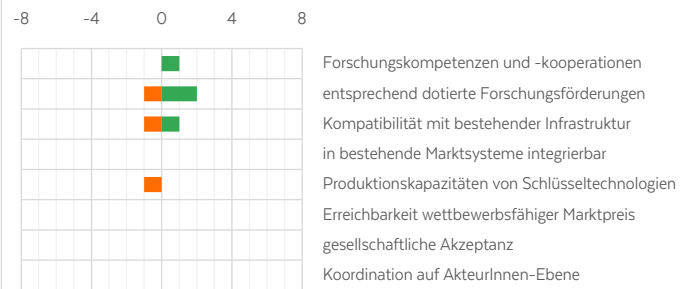 -8 -4 0 4 8
Forschungskompetenzen und -kooperationen
entsprechend dotierte Forschungsförderungen
Kompatibilität mit bestehender Infrastruktur
in bestehende Marktsysteme integrierbar
Produktionskapazitäten von Schlüsseltechnologien
Erreichbarkeit wettbewerbsfähiger Marktpreis
gesellschaftliche Akzeptanz
Koordination auf AkteurInnen-Ebene